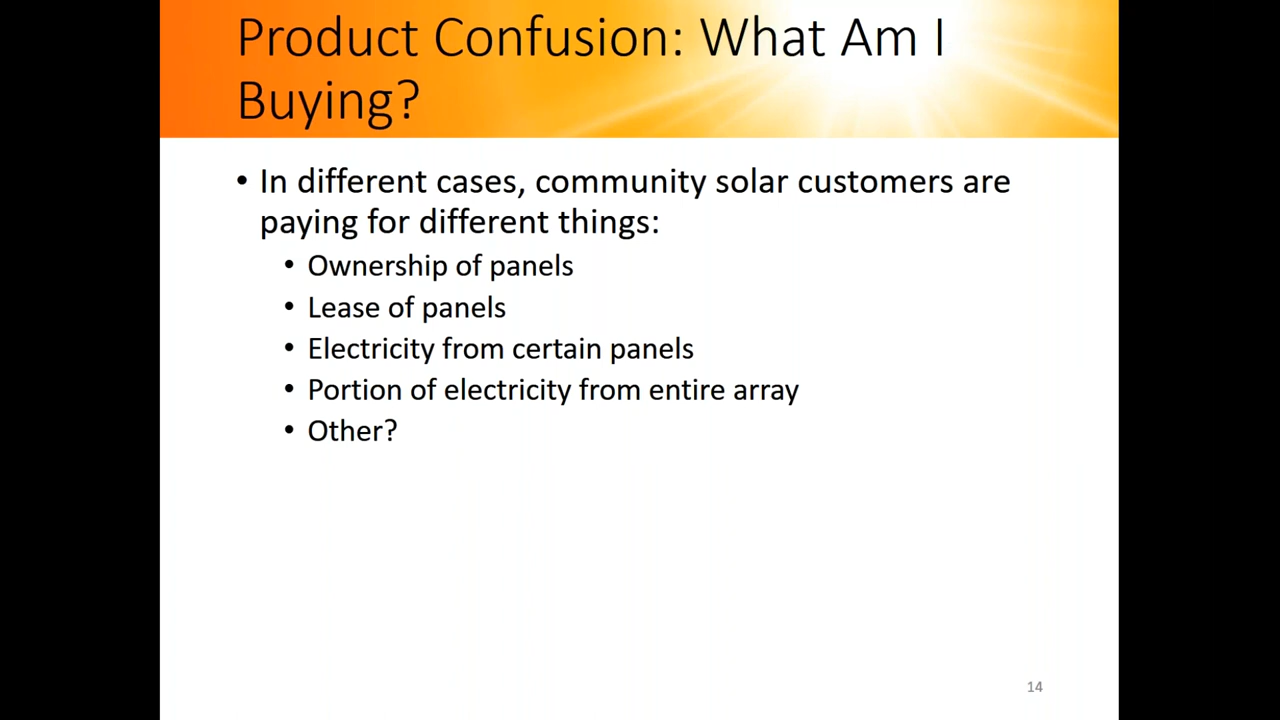 Product Confusion: What Am I
Buying?
• In different cases, community solar customers are
paying for different things:
• Ownership of panels
• Lease of panels
• Electricity from certain panels
• Portion of electricity from entire array
• Other?
14